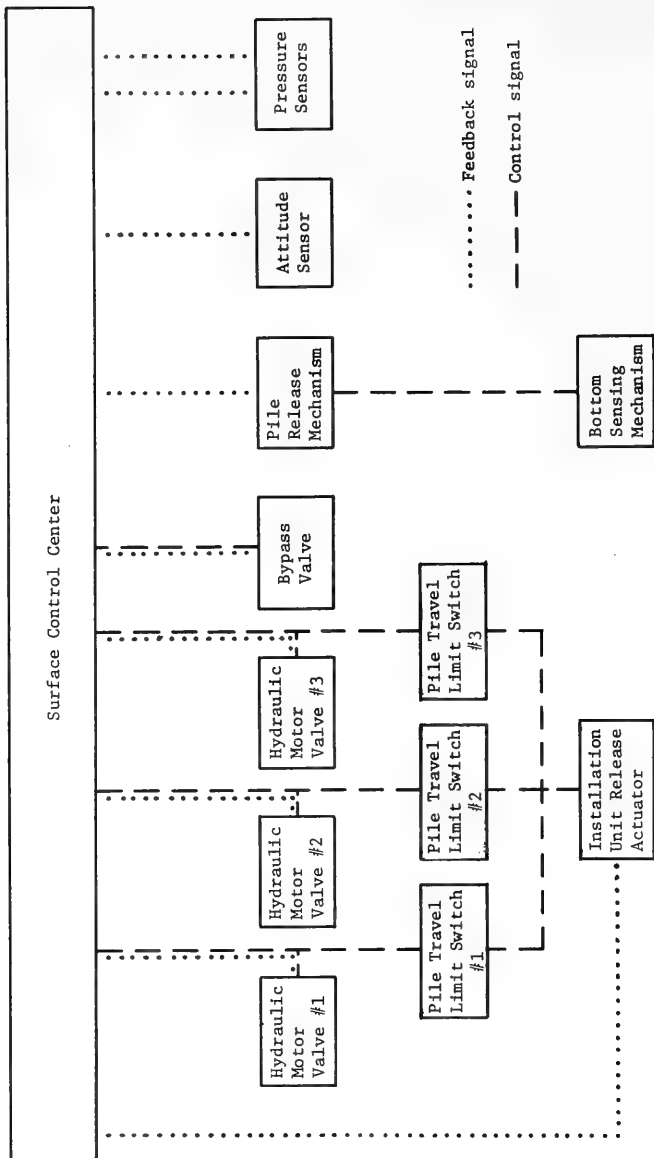 Surface Control Center
Hydraulic
Motor
Valve #1
Hydraulic
Motor
Valve #2
Hydraulic
Motor
Valve #3
Bypass
Valve
Pile
Release
Mechanism
Attitude
Sensor
Pressure
Sensors
Pile Travel
Limit Switch
#1
Pile Travel
Limit Switch
#2
Pile Travel
Limit Switch
#3
Installation
Unit Release
Actuator
Bottom
Sensing
Mechanism
Feedback signal
Control signal